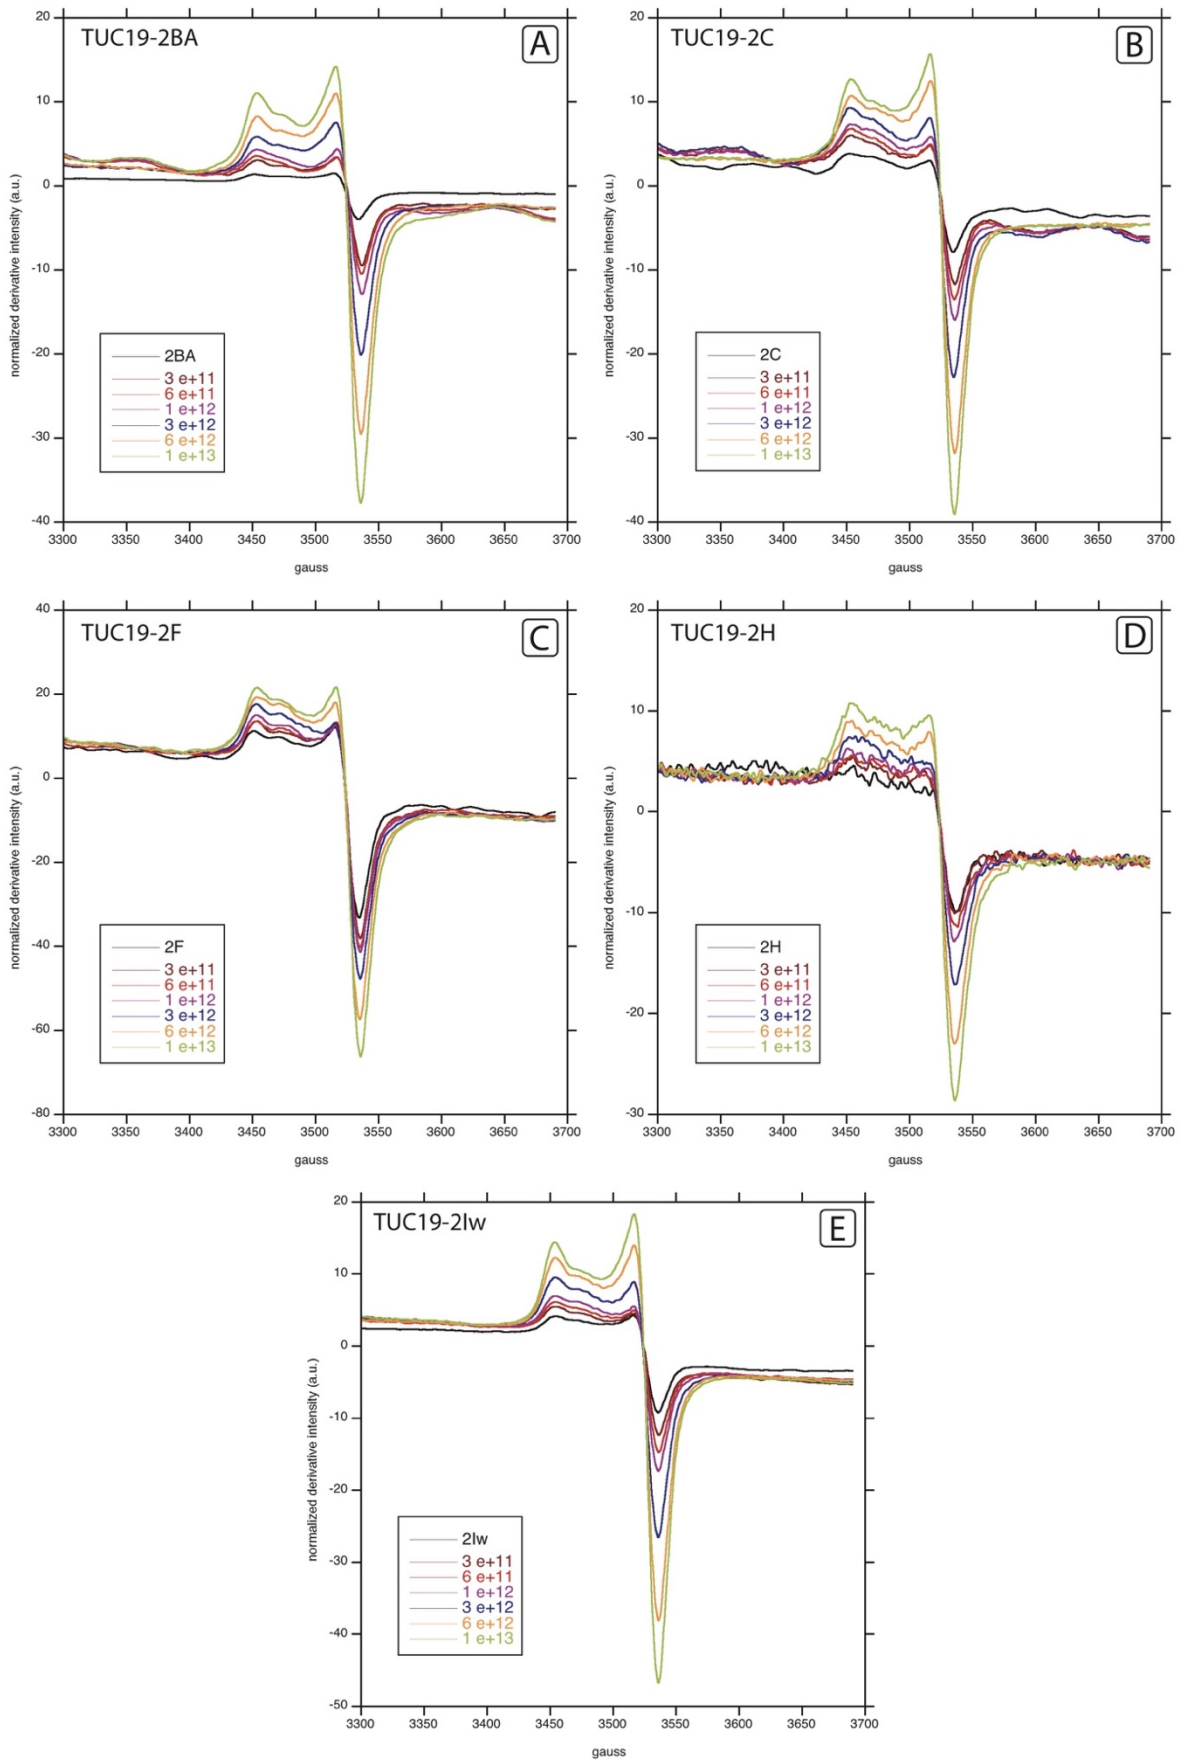 TUC19-2BA
A
20
10
0
-10
-20
-30
-40
normalized derivative intensity (a.u.)
2BA
3 e+11
6 e+11
1 e+12
3 e+12
6 e+12
1 e+13
3300 3350 3400 3450 3500 3550 3600 3650 3700
gauss
TUC19-2C
B
20
10
0
-10
-20
-30
-40
normalized derivative intensity (a.u.)
2C
3 e+11
6 e+11
1 e+12
3 e+12
6 e+12
1 e+13
3300 3350 3400 3450 3500 3550 3600 3650 3700
gauss
TUC19-2F
C
40
20
0
-20
-40
-60
-80
normalized derivative intensity (a.u.)
2F
3 e+11
6 e+11
1 e+12
3 e+12
6 e+12
1 e+13
3300 3350 3400 3450 3500 3550 3600 3650 3700
gauss
TUC19-2H
D
20
10
0
-10
-20
-30
normalized derivative intensity (a.u.)
2H
3 e+11
6 e+11
1 e+12
3 e+12
6 e+12
1 e+13
3300 3350 3400 3450 3500 3550 3600 3650 3700
gauss
TUC19-2Iw
E
20
10
0
-10
-20
-30
-40
-50
normalized derivative intensity (a.u.)
2Iw
3 e+11
6 e+11
1 e+12
3 e+12
6 e+12
1 e+13
3300 3350 3400 3450 3500 3550 3600 3650 3700
gauss